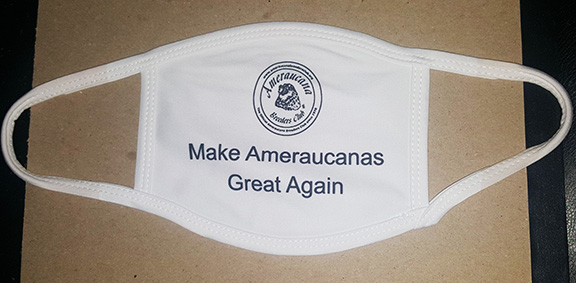 Ameraucana
Breeders Club
Make Ameraucanas
Great Again